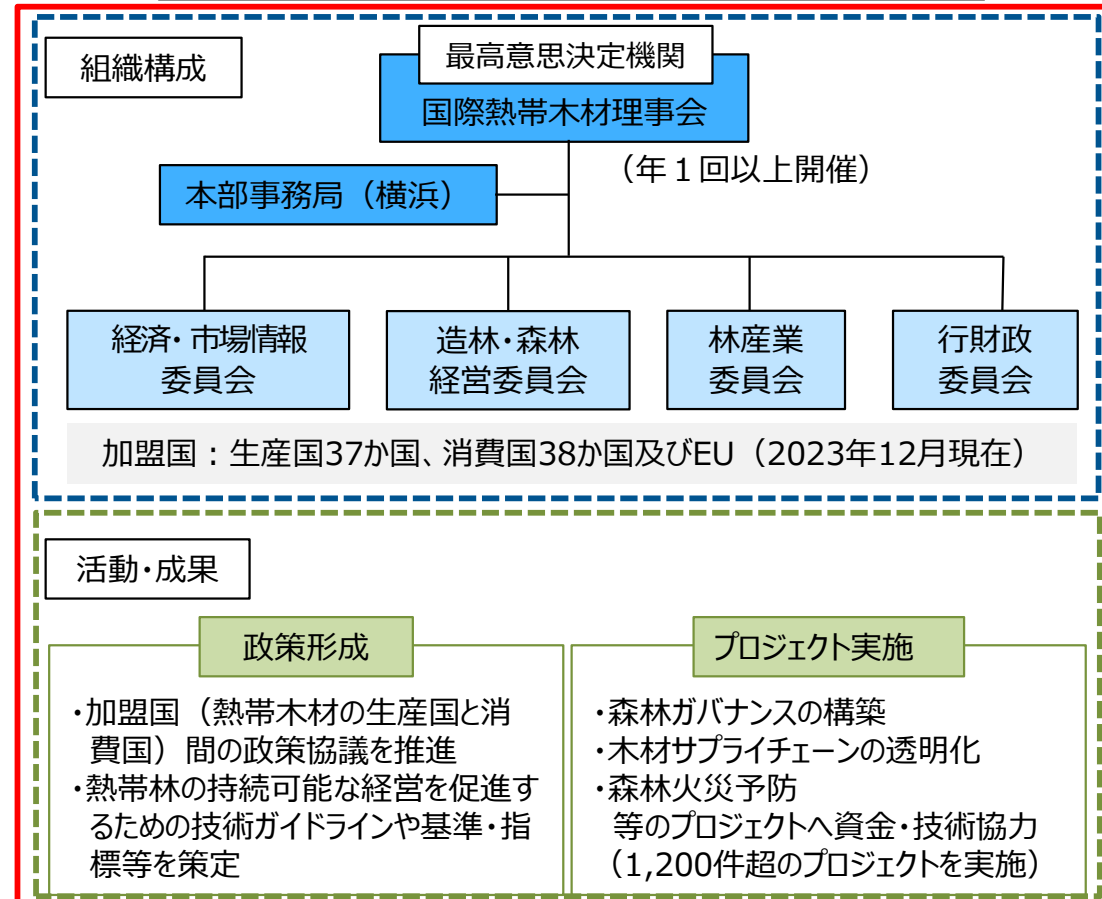 組織構成
最高意思決定機関
国際熱帯木材理事会
（年１回以上開催）
本部事務局（横浜）
経済・市場情報
委員会
造林・森林
経営委員会
林産業
委員会
行財政
委員会
加盟国：生産国37か国、消費国38か国及びEU（2023年12月現在）
活動・成果
政策形成
・加盟国（熱帯木材の生産国と消
費国）間の政策協議を推進
・熱帯林の持続可能な経営を促進す
るための技術ガイドラインや基準・指
標等を策定
プロジェクト実施
・森林ガバナンスの構築
・木材サプライチェーンの透明化
・森林火災予防
等のプロジェクトへ資金・技術協力
（1,200件超のプロジェクトを実施）